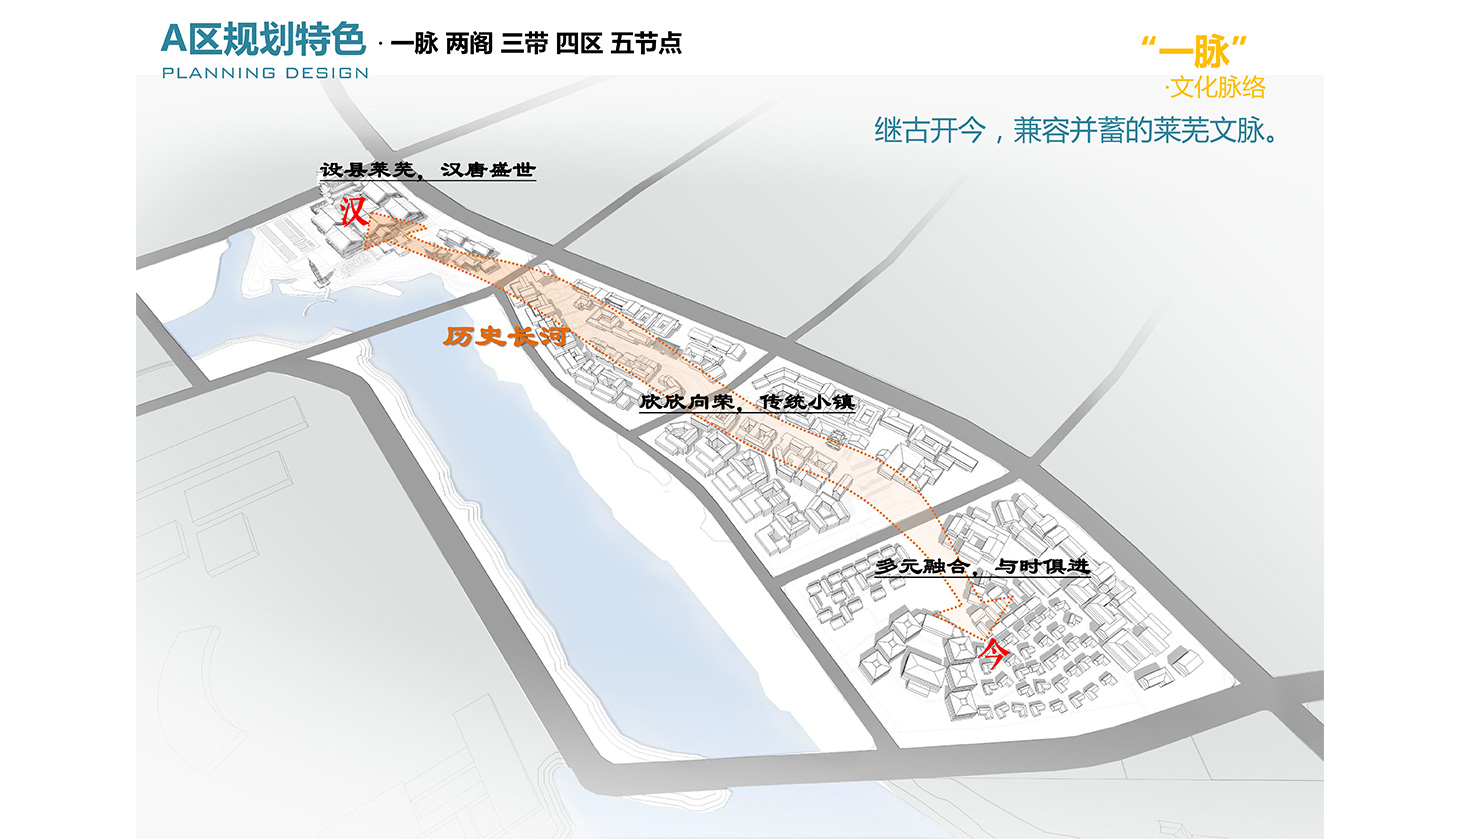 A区规划特色 · 一脉 两阁 三带 四区 五节点
PLANNING DESIGN
“一脉”
·文化脉络
继古开今，兼容并蓄的莱芜文脉。
设县莱芜，汉唐盛世
汉
历史长河
欣欣向荣，传统小镇
多元融合，与时俱进
今